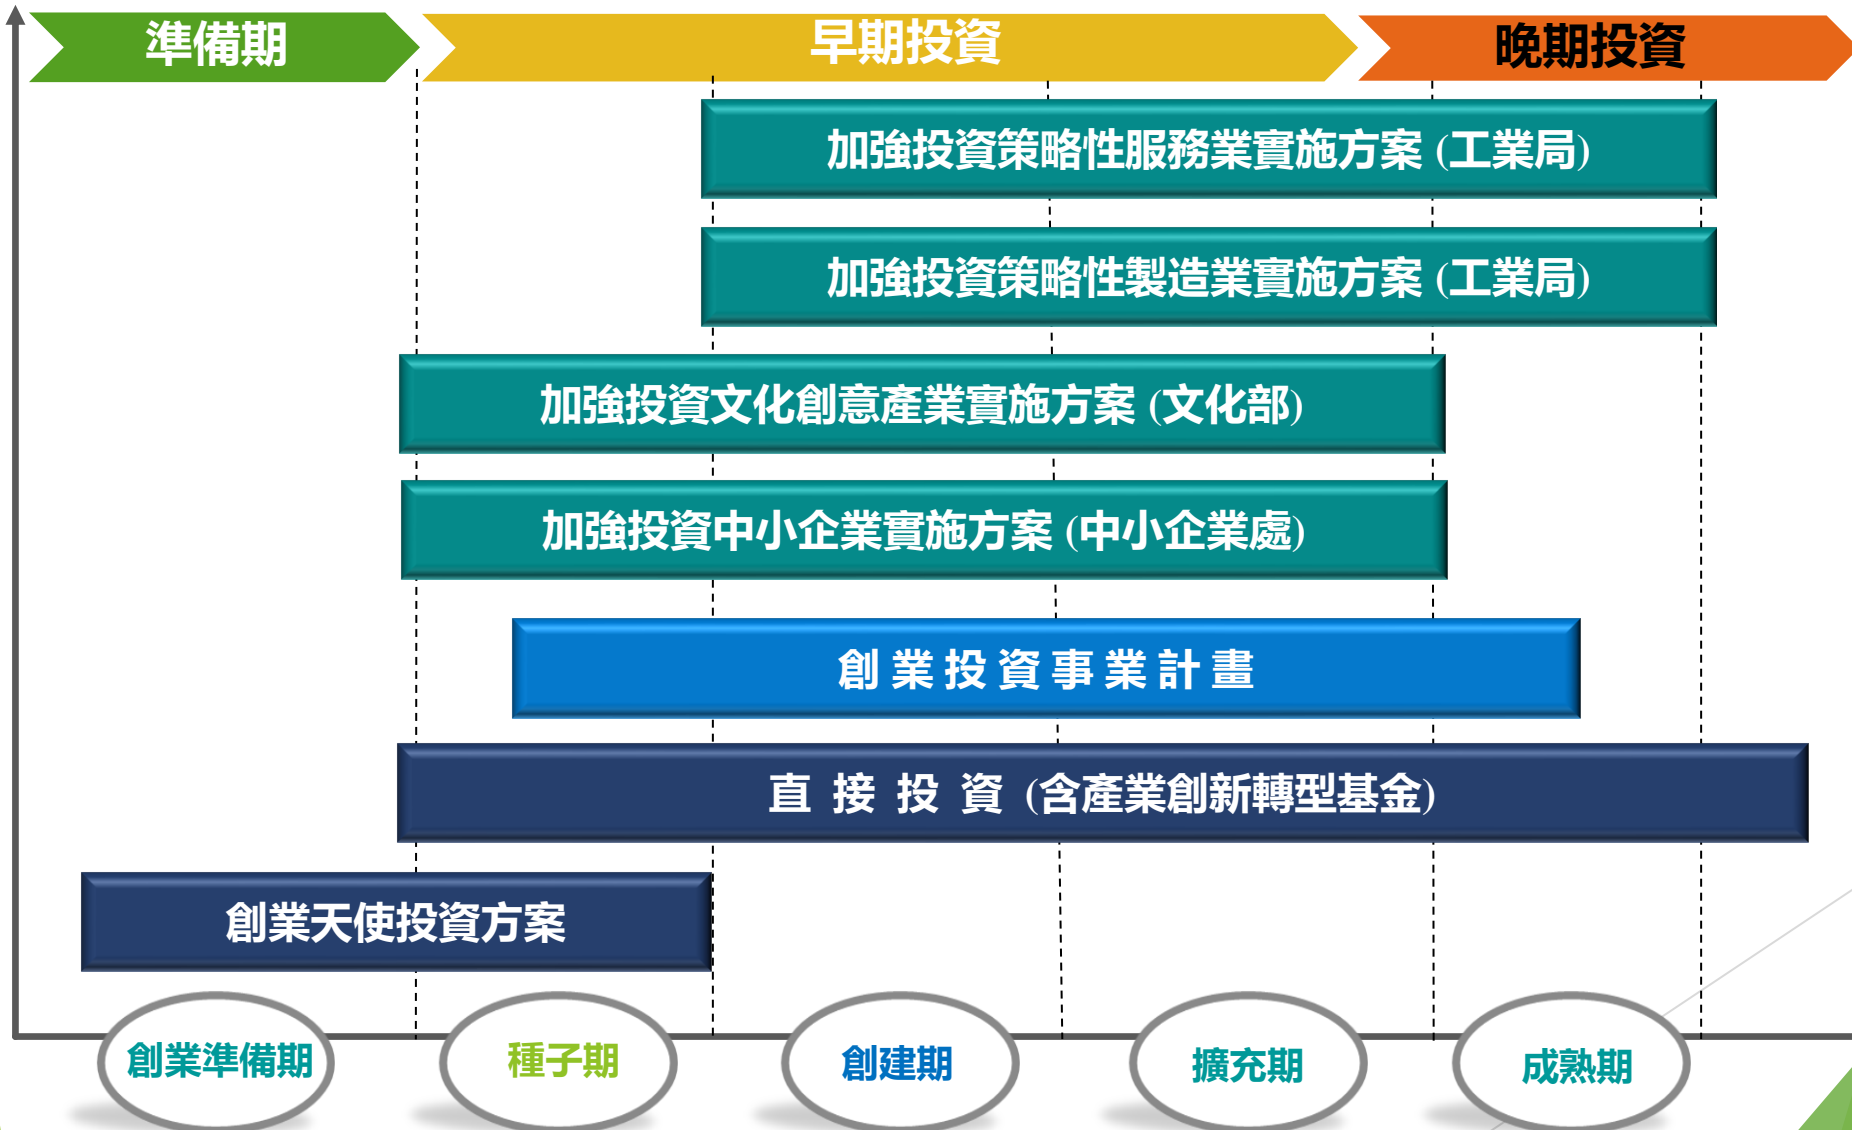 準備期
早期投資
晚期投資
加強投資策略性服務業實施方案 (工業局)
加強投資策略性製造業實施方案 (工業局)
加強投資文化創意產業實施方案 (文化部)
加強投資中小企業實施方案 (中小企業處)
創 業 投 資 事 業 計 畫
直 接 投 資 (含產業創新轉型基金)
創業天使投資方案
創業準備期
種子期
創建期
擴充期
成熟期